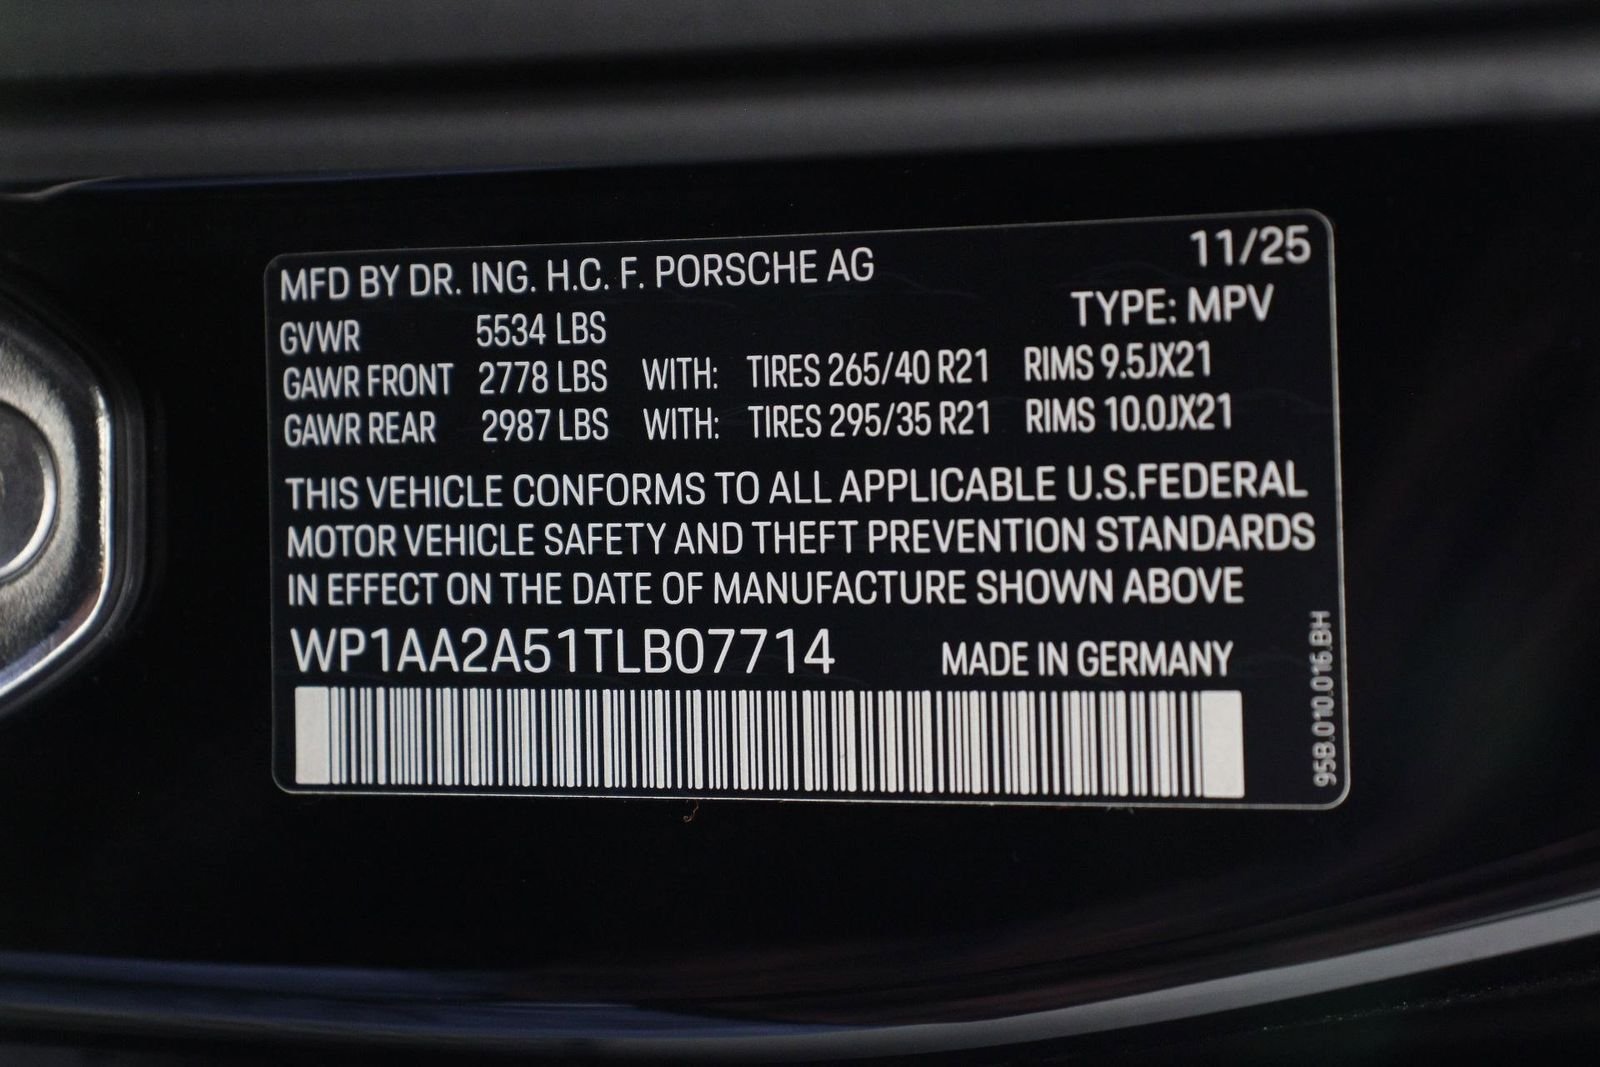 MFD BY DR. ING. H.C. F. PORSCHE AG 11/25
TYPE: MPV
GVWR 5534 LBS
GAWR FRONT 2778 LBS WITH: TIRES 265/40 R21 RIMS 9.5JX21
GAWR REAR 2987 LBS WITH: TIRES 295/35 R21 RIMS 10.0JX21
THIS VEHICLE CONFORMS TO ALL APPLICABLE U.S.FEDERAL
MOTOR VEHICLE SAFETY AND THEFT PREVENTION STANDARDS
IN EFFECT ON THE DATE OF MANUFACTURE SHOWN ABOVE
WP1AA2A51TLB07714 MADE IN GERMANY
95B.010.016.BH